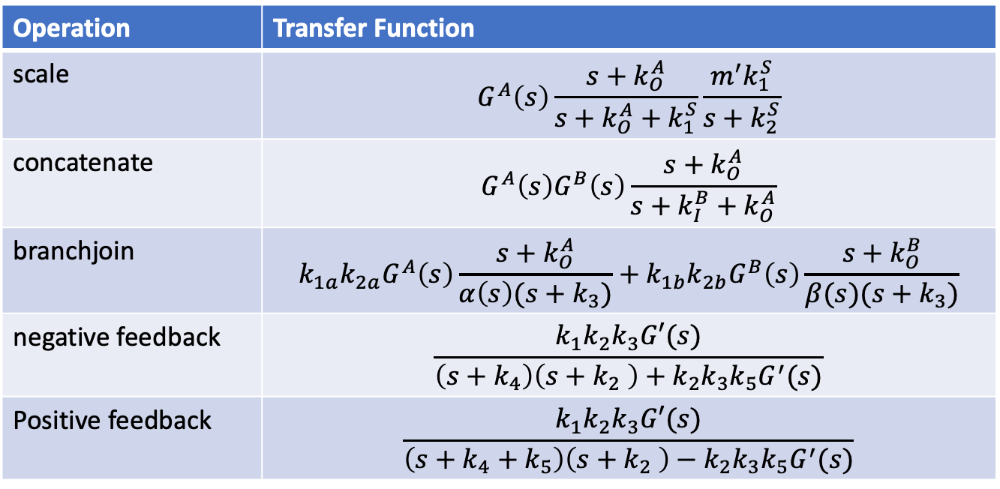 Operation Transfer Function
scale G^A(s) \frac{s + k_O^A}{s + k_O^A + k_1^S} \frac{m'k_1^S}{s + k_2^S}
concatenate G^A(s)G^B(s) \frac{s + k_O^A}{s + k_I^B + k_O^A}
branchjoin k_{1a}k_{2a}G^A(s) \frac{s + k_O^A}{α(s)(s + k_3)} + k_{1b}k_{2b}G^B(s) \frac{s + k_O^B}{β(s)(s + k_3)}
negative feedback \frac{k_1k_2k_3G'(s)}{(s + k_4)(s + k_2) + k_2k_3k_5G'(s)}
Positive feedback \frac{k_1k_2k_3G'(s)}{(s + k_4 + k_5)(s + k_2) − k_2k_3k_5G'(s)}